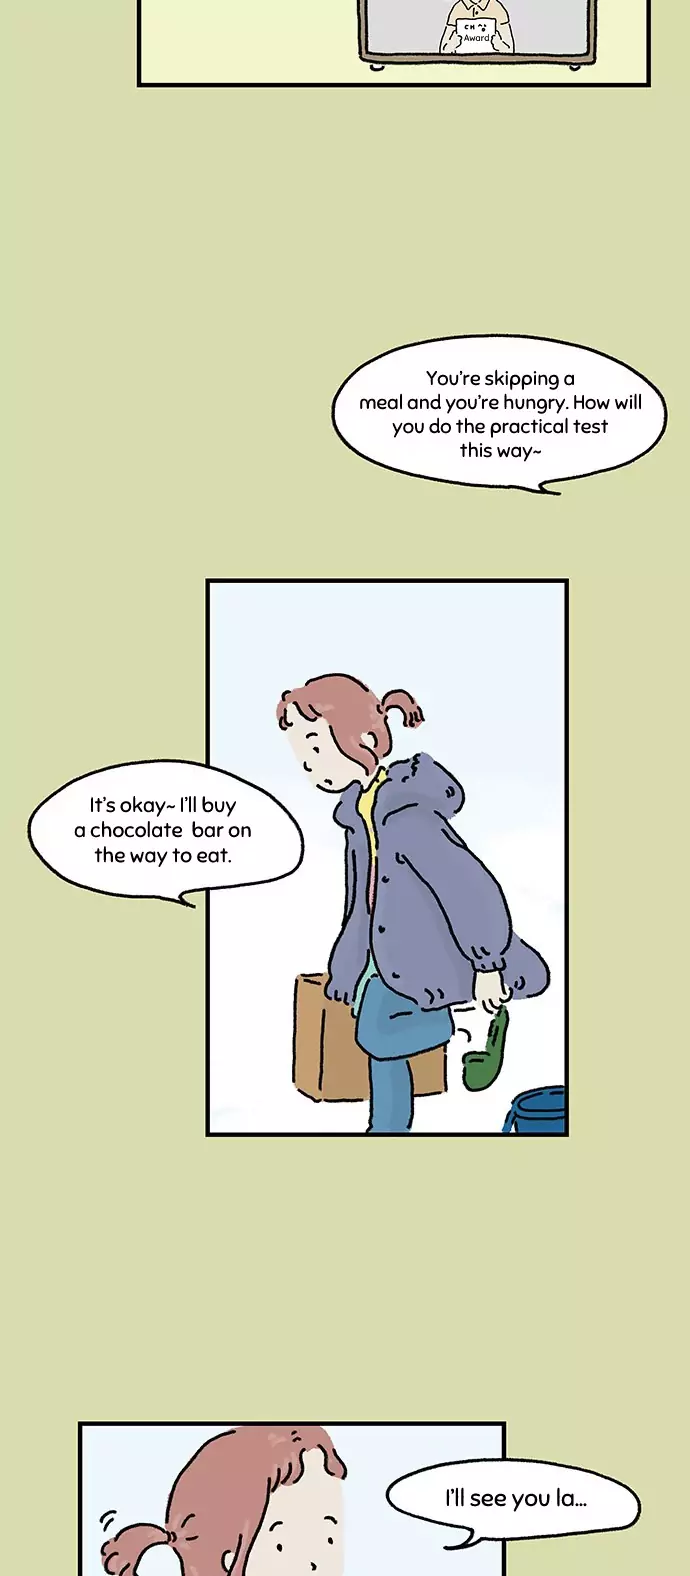 CH
Award
You're skipping a
meal and you're hungry. How will
you do the practical test
this way~
It's okay~ I'll buy
a chocolate bar on
the way to eat.
I'll see you la...